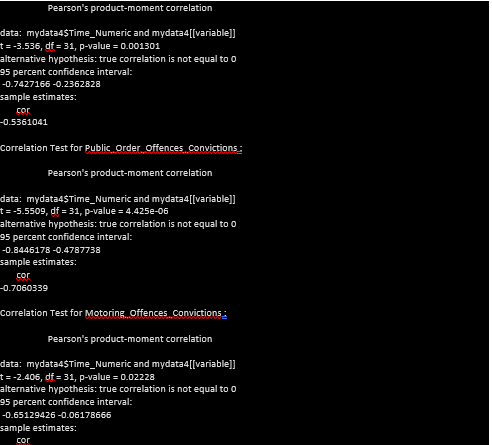 Pearson's product-moment correlation
data: mydata4$Time_Numeric and mydata4[[variable]]
t = -3.536, df = 31, p-value = 0.001301
alternative hypothesis: true correlation is not equal to 0
95 percent confidence interval:
-0.7427166 -0.2362828
sample estimates:
cor
-0.5361041
Correlation Test for Public_Order_Offences_Convictions :
Pearson's product-moment correlation
data: mydata4$Time_Numeric and mydata4[[variable]]
t = -5.5509, df = 31, p-value = 4.425e-06
alternative hypothesis: true correlation is not equal to 0
95 percent confidence interval:
-0.8446178 -0.4787738
sample estimates:
cor
-0.7060339
Correlation Test for Motoring_Offences_Convictions :
Pearson's product-moment correlation
data: mydata4$Time_Numeric and mydata4[[variable]]
t = -2.406, df = 31, p-value = 0.02228
alternative hypothesis: true correlation is not equal to 0
95 percent confidence interval:
-0.65129426 -0.06178666
sample estimates:
cor